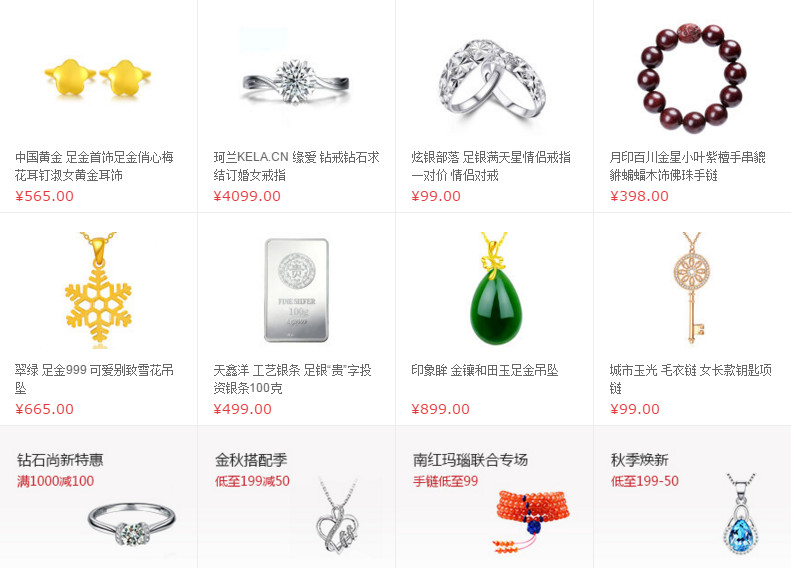 中国黄金 足金首饰足金俏心梅
花耳钉淑女黄金耳饰
¥565.00
珂兰KELA.CN 缘爱 钻戒钻石求
结订婚女戒指
¥4099.00
炫银部落 足银满天星情侣戒指
一对价 情侣对戒
¥99.00
月印百川金星小叶紫檀手串貔
貅蝙蝠木饰佛珠手链
¥398.00
翠绿 足金999 可爱别致雪花吊
坠
¥665.00
FINE SILVER
100g
天鑫洋 工艺银条 足银“贵”字投
资银条100克
¥499.00
印象眸 金镶和田玉足金吊坠
¥899.00
城市玉光 毛衣链 女长款钥匙项
链
¥99.00
钻石尚新特惠
满1000减100
金秋搭配季
低至199减50
南红玛瑙联合专场
手链低至99
秋季焕新
低至199-50